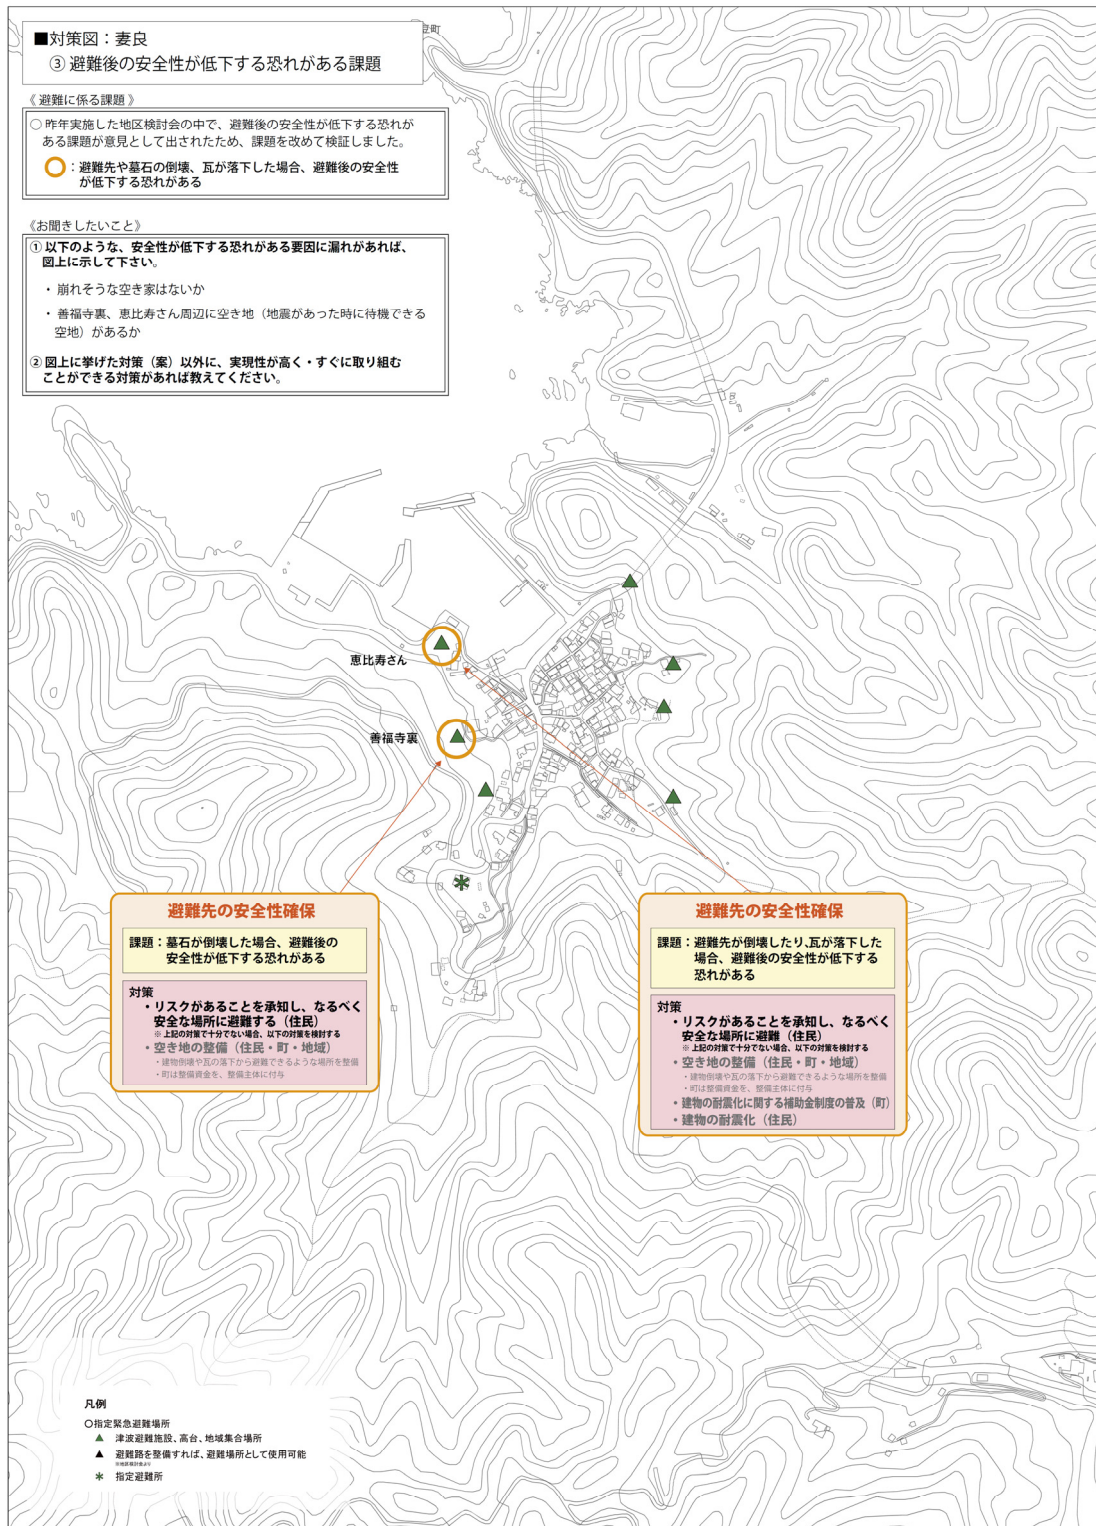 ■対策図：妻良
③ 避難後の安全性が低下する恐れがある課題
豆町
《 避難に係る課題 》
○ 昨年実施した地区検討会の中で、避難後の安全性が低下する恐れが
ある課題が意見として出されたため、課題を改めて検証しました。
：避難先や墓石の倒壊、瓦が落下した場合、避難後の安全性
が低下する恐れがある
《お聞きしたいこと》
① 以下のような、安全性が低下する恐れがある要因に漏れがあれば、
図上に示して下さい。
・ 崩れそうな空き家はないか
・ 善福寺裏、恵比寿さん周辺に空き地（地震があった時に待機できる
空地）があるか
② 図上に挙げた対策（案）以外に、実現性が高く・すぐに取り組む
ことができる対策があれば教えてください。
恵比寿さん
善福寺裏
避難先の安全性確保
課題：墓石が倒壊した場合、避難後の
安全性が低下する恐れがある
対策
・リスクがあることを承知し、なるべく
安全な場所に避難する（住民）
※ 上記の対策で十分でない場合、以下の対策を検討する
・空き地の整備（住民・町・地域）
・建物倒壊や瓦の落下から避難できるような場所を整備
・町は整備資金を、整備主体に付与
避難先の安全性確保
課題：避難先が倒壊したり、瓦が落下した
場合、避難後の安全性が低下する
恐れがある
対策
・リスクがあることを承知し、なるべく
安全な場所に避難（住民）
※ 上記の対策で十分でない場合、以下の対策を検討する
・空き地の整備（住民・町・地域）
・建物倒壊や瓦の落下から避難できるような場所を整備
・町は整備資金を、整備主体に付与
・建物の耐震化に関する補助金制度の普及（町）
・建物の耐震化（住民）
凡例
○指定緊急避難場所
▲ 津波避難施設、高台、地域集合場所
▲ 避難路を整備すれば、避難場所として使用可能
※地区検討会より
＊ 指定避難所